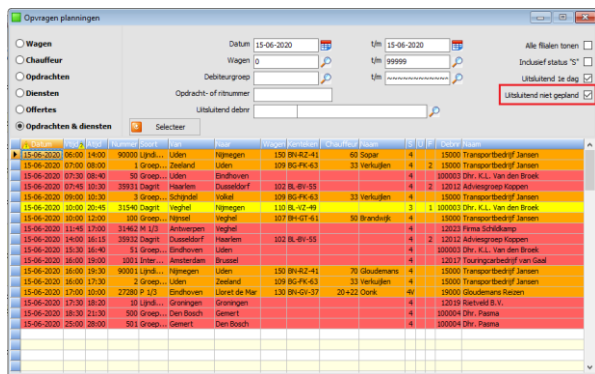 Opvragen planningen
Wagen
Chauffeur
Opdrachten
Diensten
Offertes
Opdrachten & diensten
Datum 15-06-2020 t/m 15-06-2020
Wagen 0 t/m 99999
Debiteurgroep t/m ~~~~~~~~~~~~
Opdracht- of ritnummer
Uitsluitend debnr
Selecteer
Alle filialen tonen
Inclusief status "S"
Uitsluitend 1e dag
Uitsluitend niet gepland
Datum Vtijd Atijd Nummer Soort Van Naar Wagen Kenteken Chauffeur Naam S U P Debnr Naam
15-06-2020 06:00 14:00 90000 Lijndi... Uden Nijmegen 150 BN-RZ-41 60 Sopar 4 15000 Transportbedrijf Jansen
15-06-2020 07:00 08:00 1 Groep... Zeeland Uden 109 BG-FK-63 33 Verkuijlen 4 2 15000 Transportbedrijf Jansen
15-06-2020 07:30 08:40 50 Groep... Uden Eindhoven 4 100003 Dhr. K.L. Van den Broek
15-06-2020 07:45 10:30 35931 Dagrit Haarlem Dusseldorf 102 BL-BV-55 4 2 12012 Adviesgroep Koppen
15-06-2020 09:00 10:30 3 Groep... Schijndel Volkel 109 BG-FK-63 33 Verkuijlen 4 15000 Transportbedrijf Jansen
15-06-2020 10:00 20:45 31540 Dagrit Veghel Nijmegen 110 BL-VZ-49 3 1 100003 Dhr. K.L. Van den Broek
15-06-2020 10:00 12:00 100 Groep... Nijnsel Veghel 107 BH-GT-61 50 Brandwijk 4 15000 Transportbedrijf Jansen
15-06-2020 11:45 17:00 31462 M 1/3 Antwerpen Veghel 4 12023 Firma Schildkamp
15-06-2020 14:00 16:15 35932 Dagrit Dusseldorf Haarlem 102 BL-BV-55 4 2 12012 Adviesgroep Koppen
15-06-2020 15:30 16:40 51 Groep... Eindhoven Uden 4 100003 Dhr. K.L. Van den Broek
15-06-2020 16:00 19:00 1001 Inter... Amsterdam Brussel 4 12017 Touringcarbedrijf van Gaal
15-06-2020 16:00 19:30 90001 Lijndi... Nijmegen Uden 150 BN-RZ-41 70 Gloudemans 4 15000 Transportbedrijf Jansen
15-06-2020 16:00 17:30 2 Groep... Uden Zeeland 109 BG-FK-63 33 Verkuijlen 4 15000 Transportbedrijf Jansen
15-06-2020 17:00 10:00 27280 P 1/3 Eindhoven Lloret de Mar 130 BN-GV-37 20+22 Oonk 4V 19000 Gloudemans Reizen
15-06-2020 17:30 18:20 10 Lijndi... Groningen Groningen 4 12019 Rietveld B.V.
15-06-2020 18:30 21:30 500 Groep... Den Bosch Gemert 4 100004 Dhr. Pasma
15-06-2020 25:00 28:00 501 Groep... Gemert Den Bosch 4 100004 Dhr. Pasma